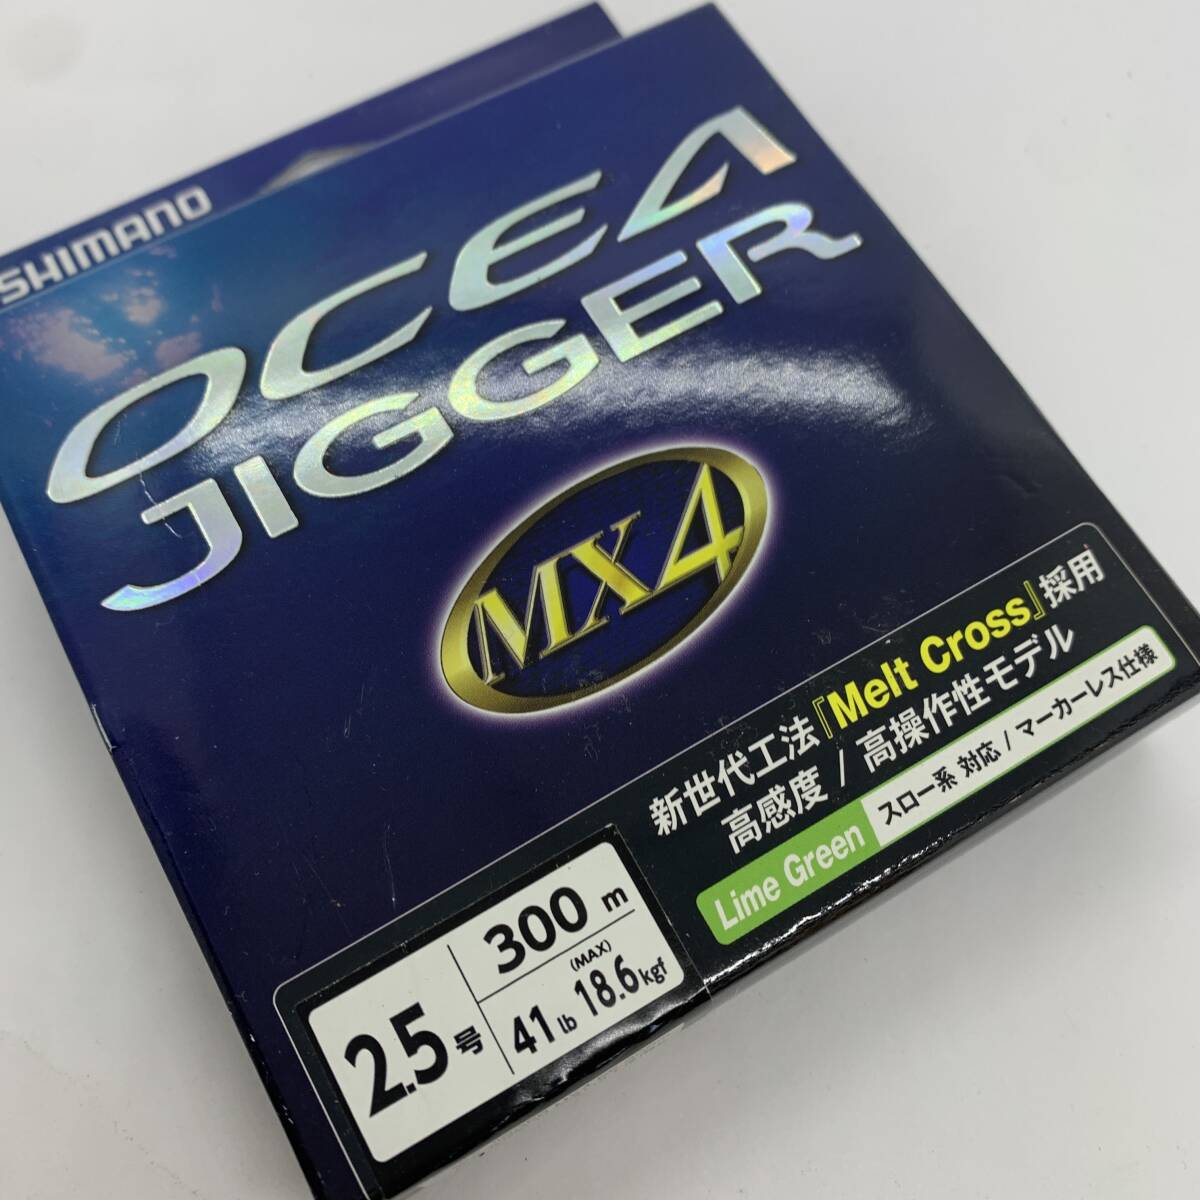 SHIMANO
OCEA
JIGGER
MX4
新世代工法『Melt Cross』採用
高感度 / 高操作性モデル
Lime Green スロー系 対応 / マーカーレス仕様
2.5号
300 m
(MAX)
41 lb 18.6 kgf